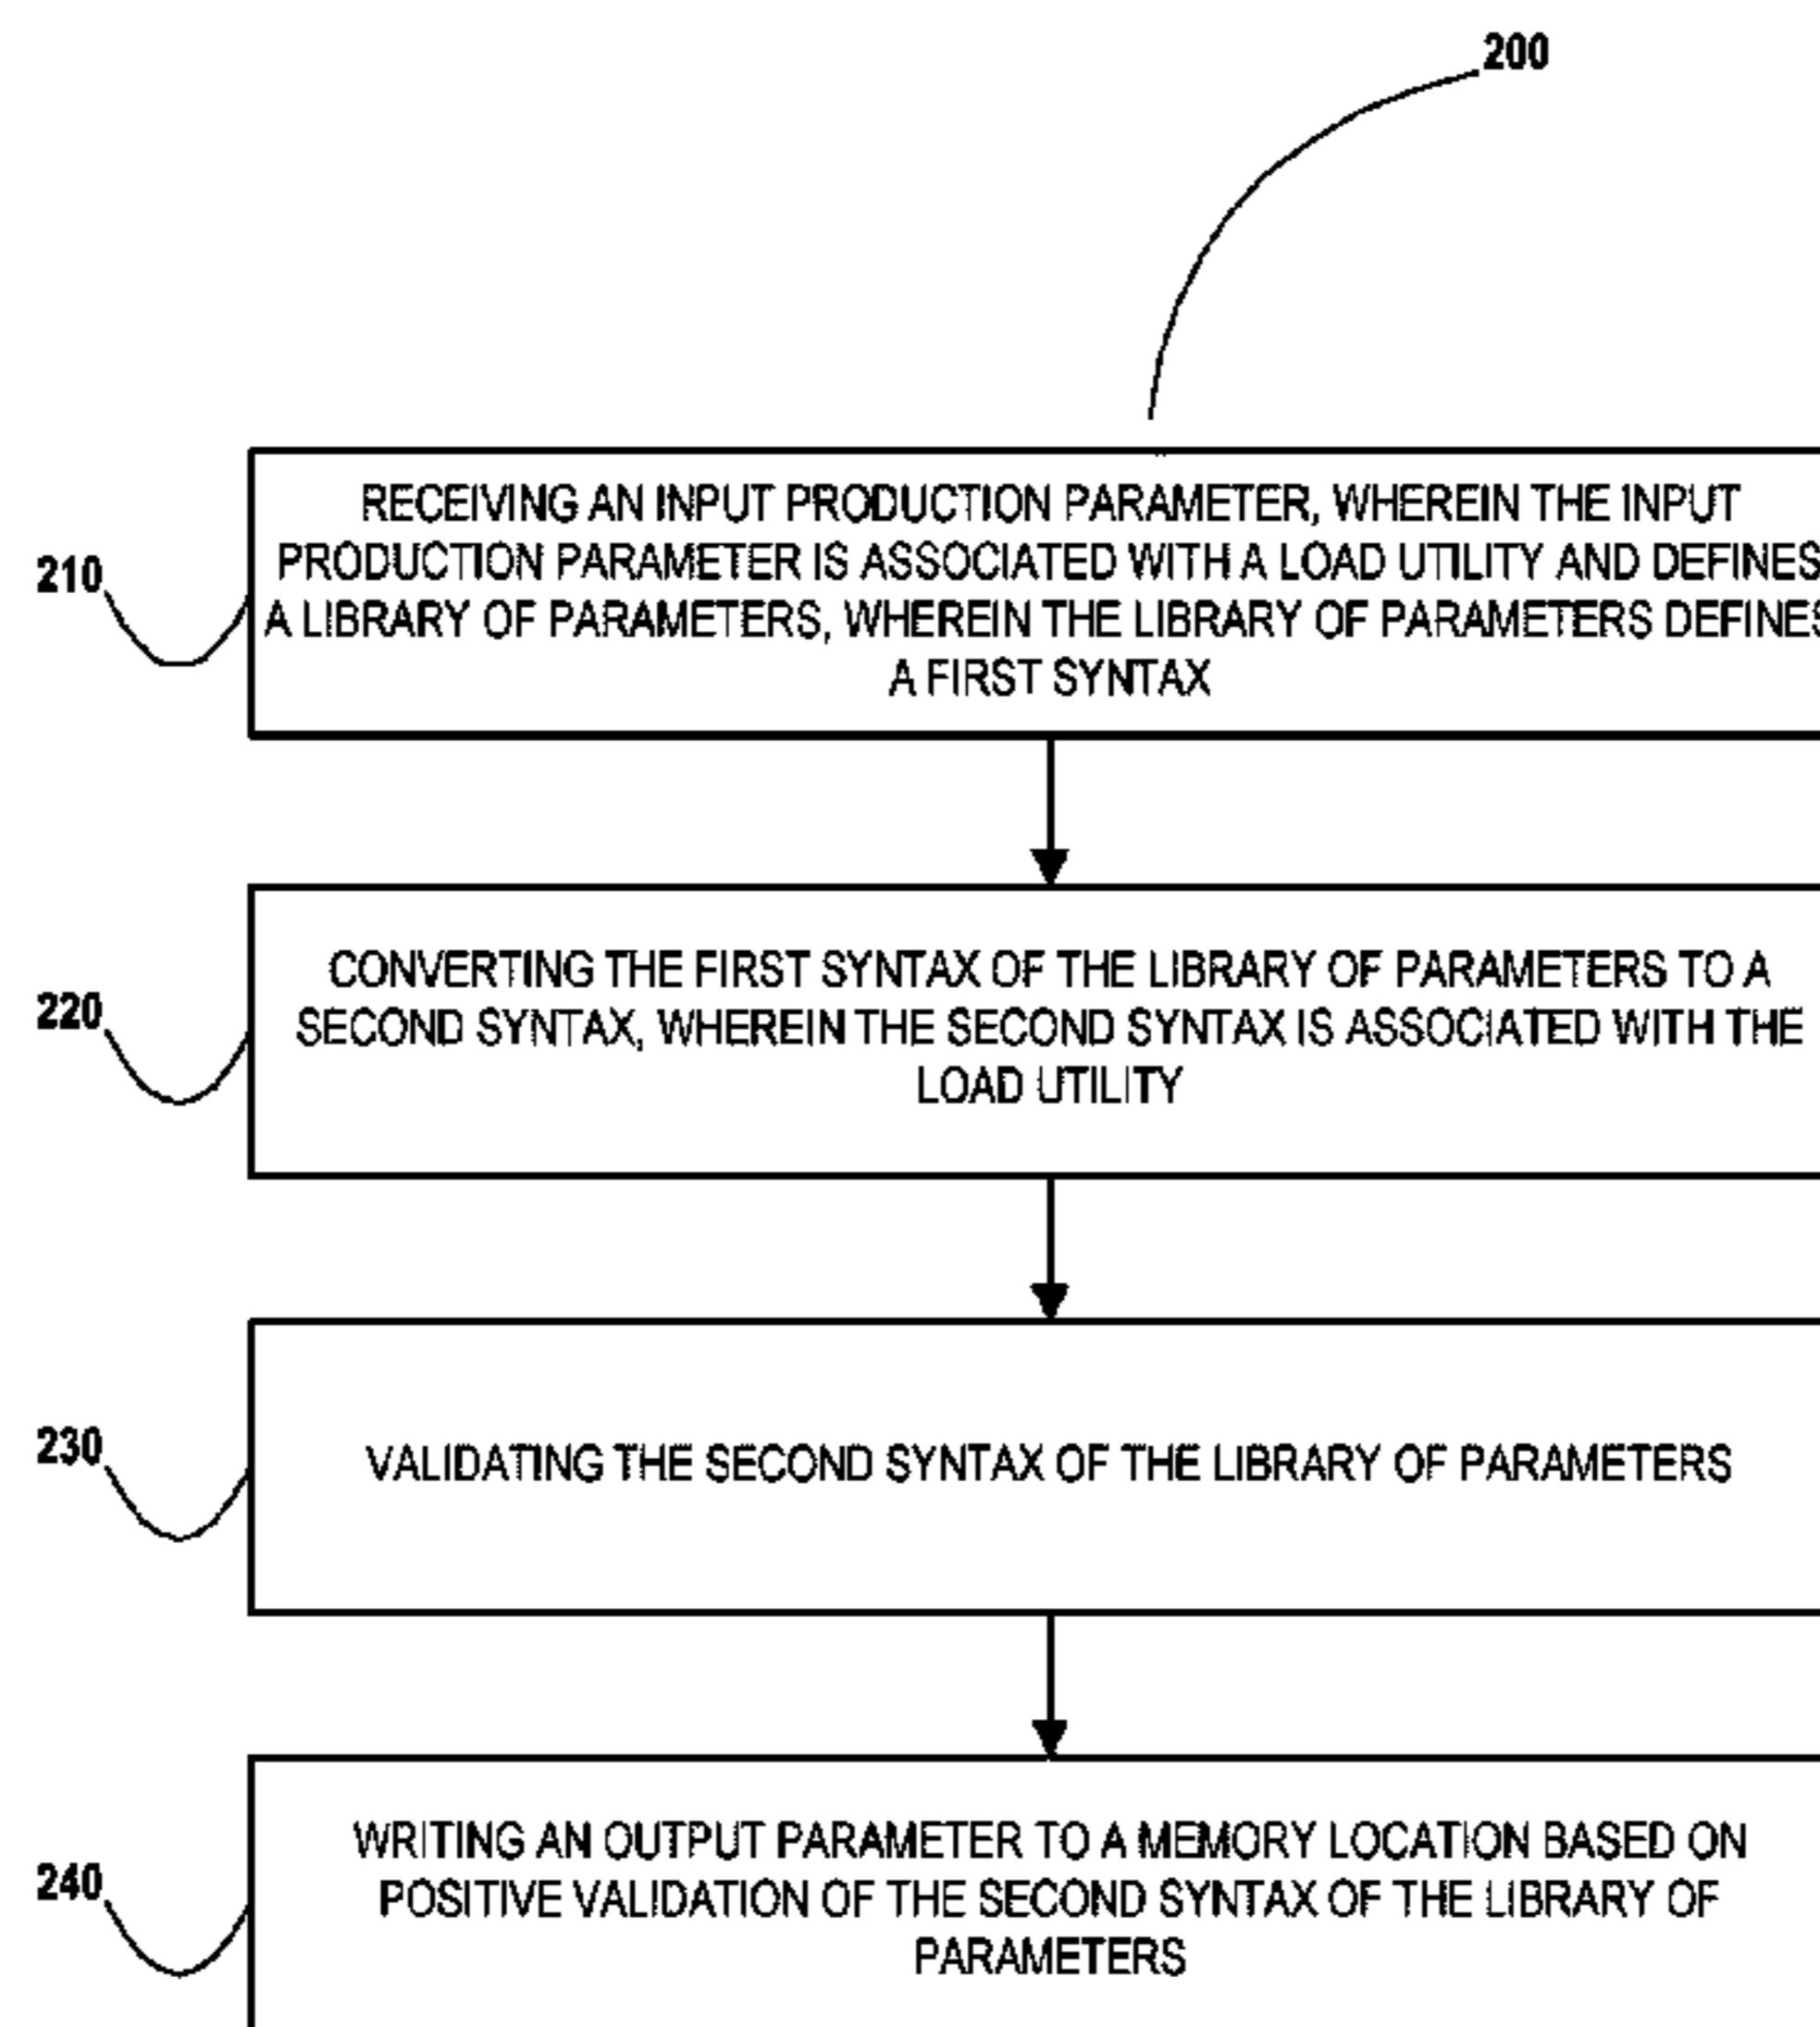 200
210
RECEIVING AN INPUT PRODUCTION PARAMETER, WHEREIN THE INPUT
PRODUCTION PARAMETER IS ASSOCIATED WITH A LOAD UTILITY AND DEFINES
A LIBRARY OF PARAMETERS, WHEREIN THE LIBRARY OF PARAMETERS DEFINES
A FIRST SYNTAX
220
CONVERTING THE FIRST SYNTAX OF THE LIBRARY OF PARAMETERS TO A
SECOND SYNTAX, WHEREIN THE SECOND SYNTAX IS ASSOCIATED WITH THE
LOAD UTILITY
230
VALIDATING THE SECOND SYNTAX OF THE LIBRARY OF PARAMETERS
240
WRITING AN OUTPUT PARAMETER TO A MEMORY LOCATION BASED ON
POSITIVE VALIDATION OF THE SECOND SYNTAX OF THE LIBRARY OF
PARAMETERS